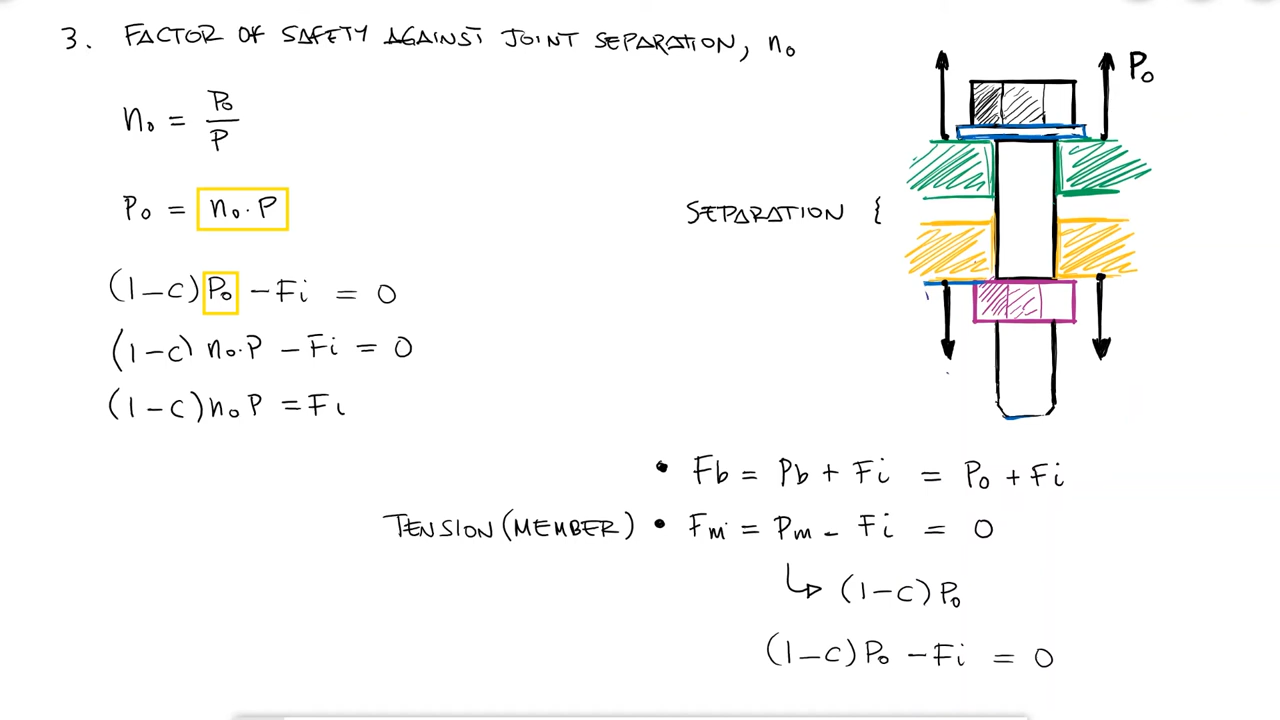 3. FACTOR OF SAFETY AGAINST JOINT SEPARATION, n₀
n₀ = P₀/P
P₀ = n₀·P
(1-C)P₀ - Fi = 0
(1-C) n₀·P - Fi = 0
(1-C) n₀ P = Fi
P₀
SEPARATION {
• Fb = Pb + Fi = P₀ + Fi
TENSION (MEMBER) • Fm = Pm - Fi = 0
↳ (1-C) P₀
(1-C) P₀ - Fi = 0